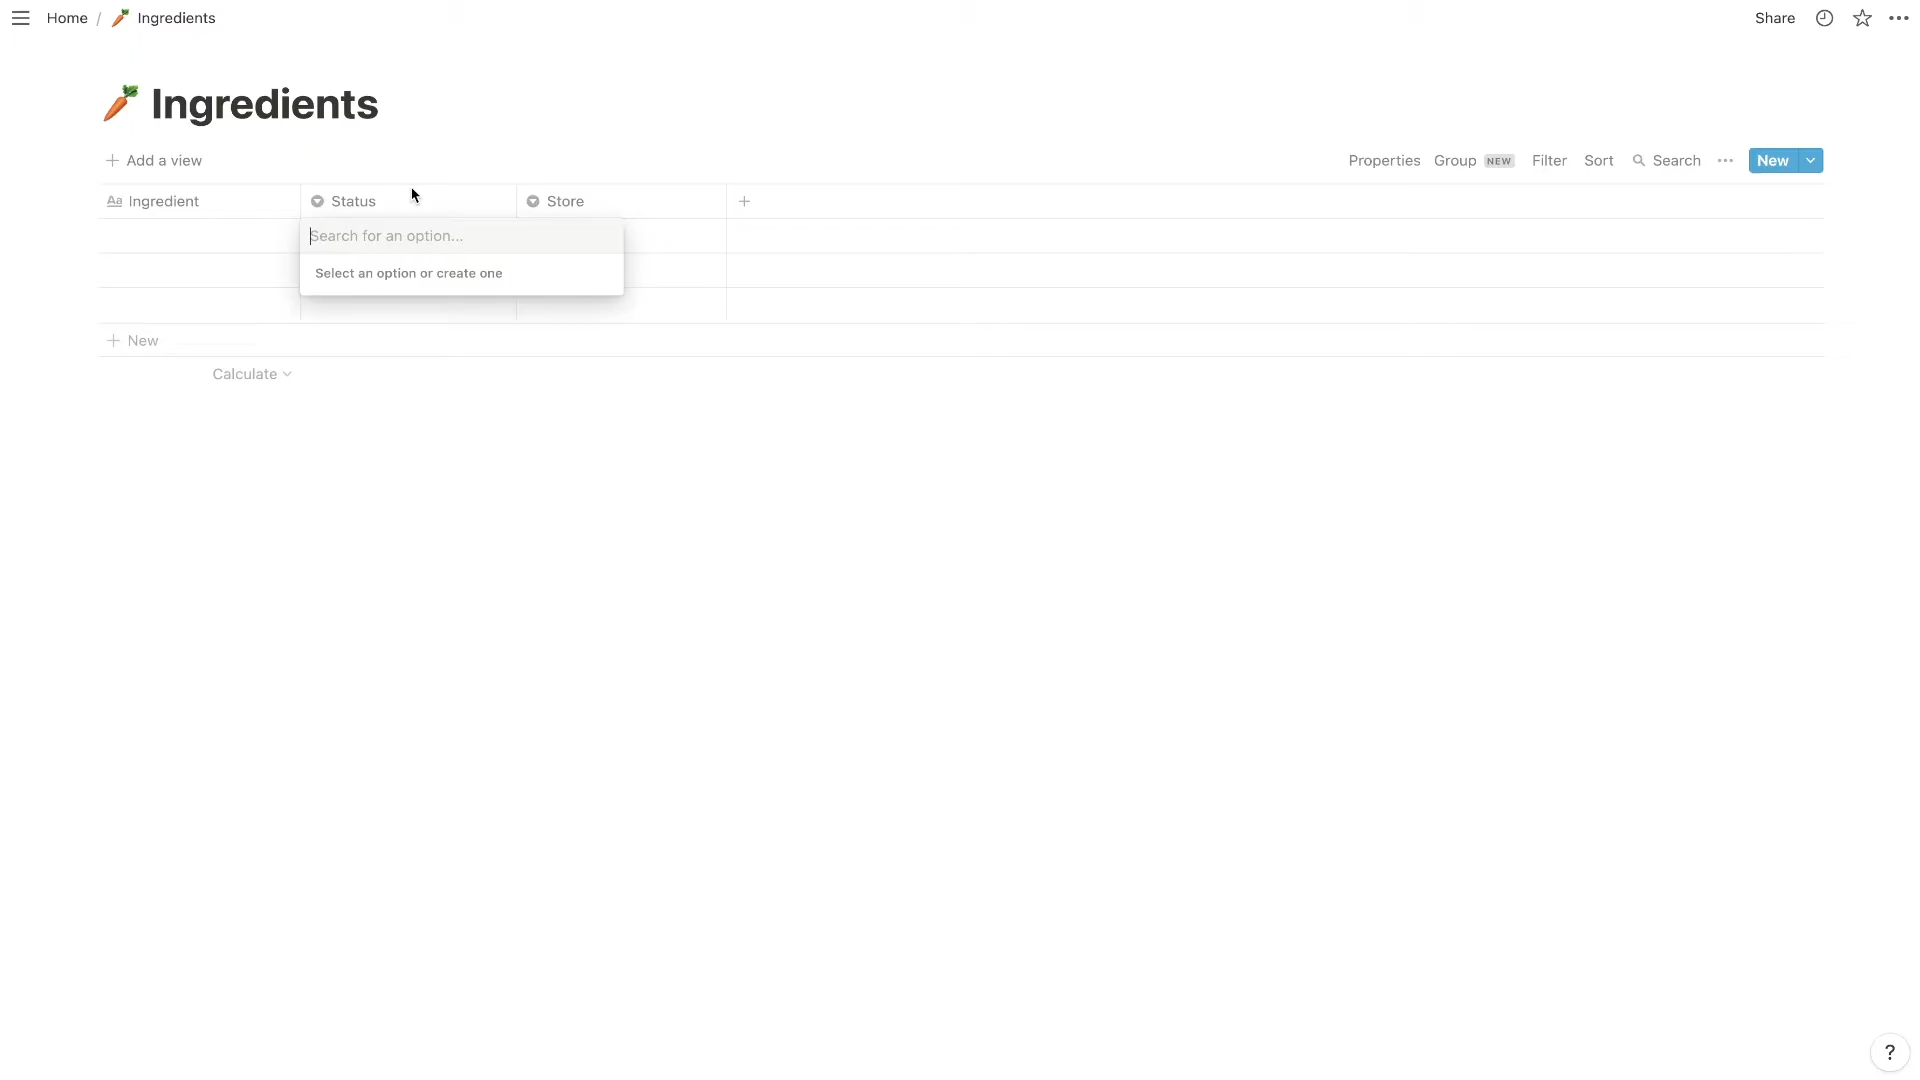 Home / Ingredients
Share
Ingredients
Add a view
Properties Group NEW Filter Sort Search New
Aa Ingredient Status Store
Search for an option...
Select an option or create one
New
Calculate
?